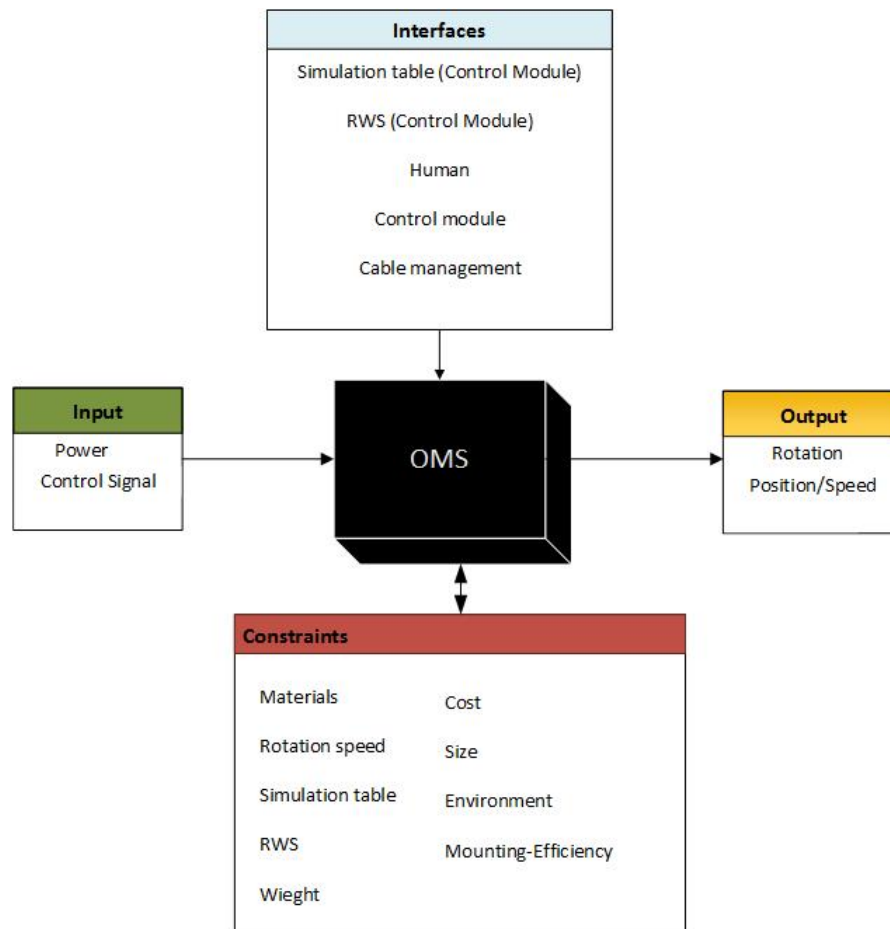 Interfaces
Simulation table (Control Module)
RWS (Control Module)
Human
Control module
Cable management
Input
Power
Control Signal
OMS
Output
Rotation
Position/Speed
Constraints
Materials
Rotation speed
Simulation table
RWS
Wieght
Cost
Size
Environment
Mounting-Efficiency